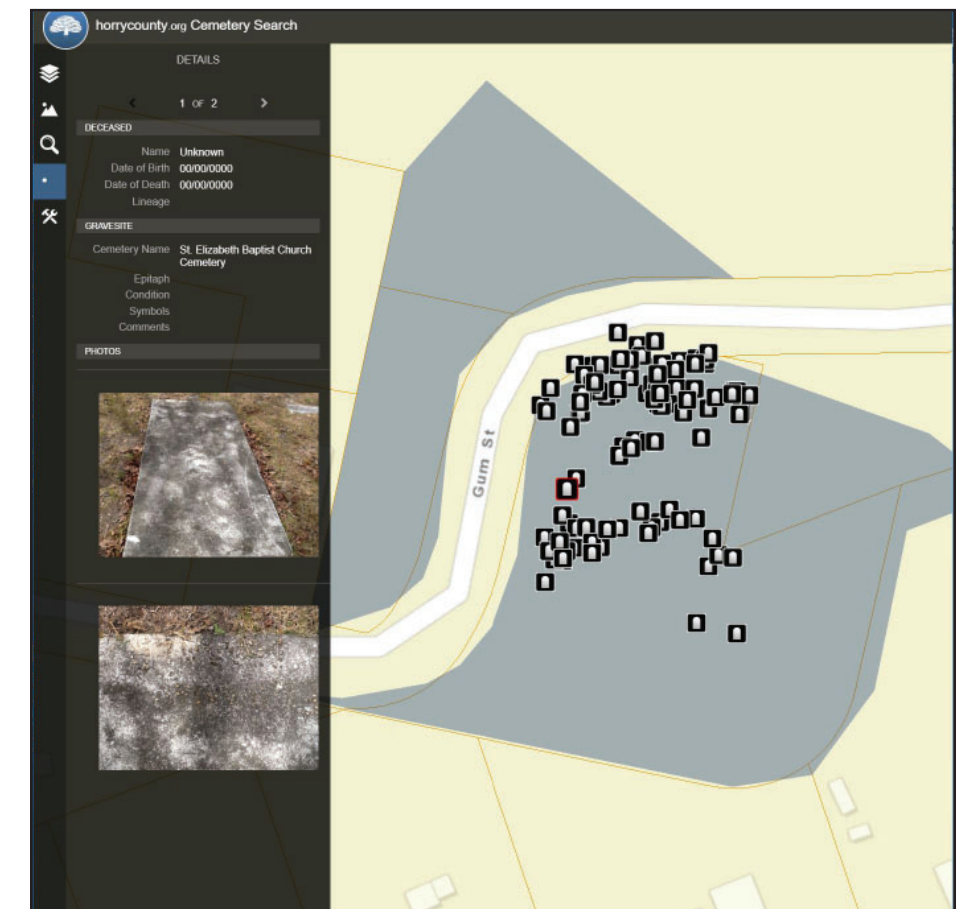 horrycounty.org Cemetery Search
DETAILS
1 OF 2
DECEASED
Name Unknown
Date of Birth 00/00/0000
Date of Death 00/00/0000
Lineage
GRAVESITE
Cemetery Name St. Elizabeth Baptist Church
Cemetery
Epitaph
Condition
Symbols
Comments
PHOTOS
Gum St